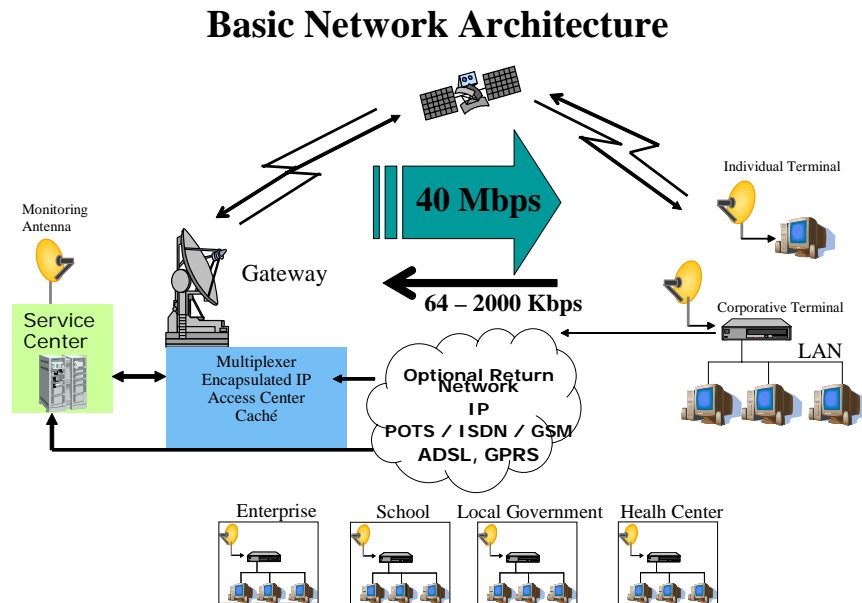 Basic Network Architecture
Individual Terminal
40 Mbps
Monitoring
Antenna
Gateway
64 – 2000 Kbps
Corporative Terminal
Service
Center
LAN
Multiplexer
Encapsulated IP
Access Center
Caché
Optional Return
Network
IP
POTS / ISDN / GSM
ADSL, GPRS
Enterprise
School
Local Government
Healh Center